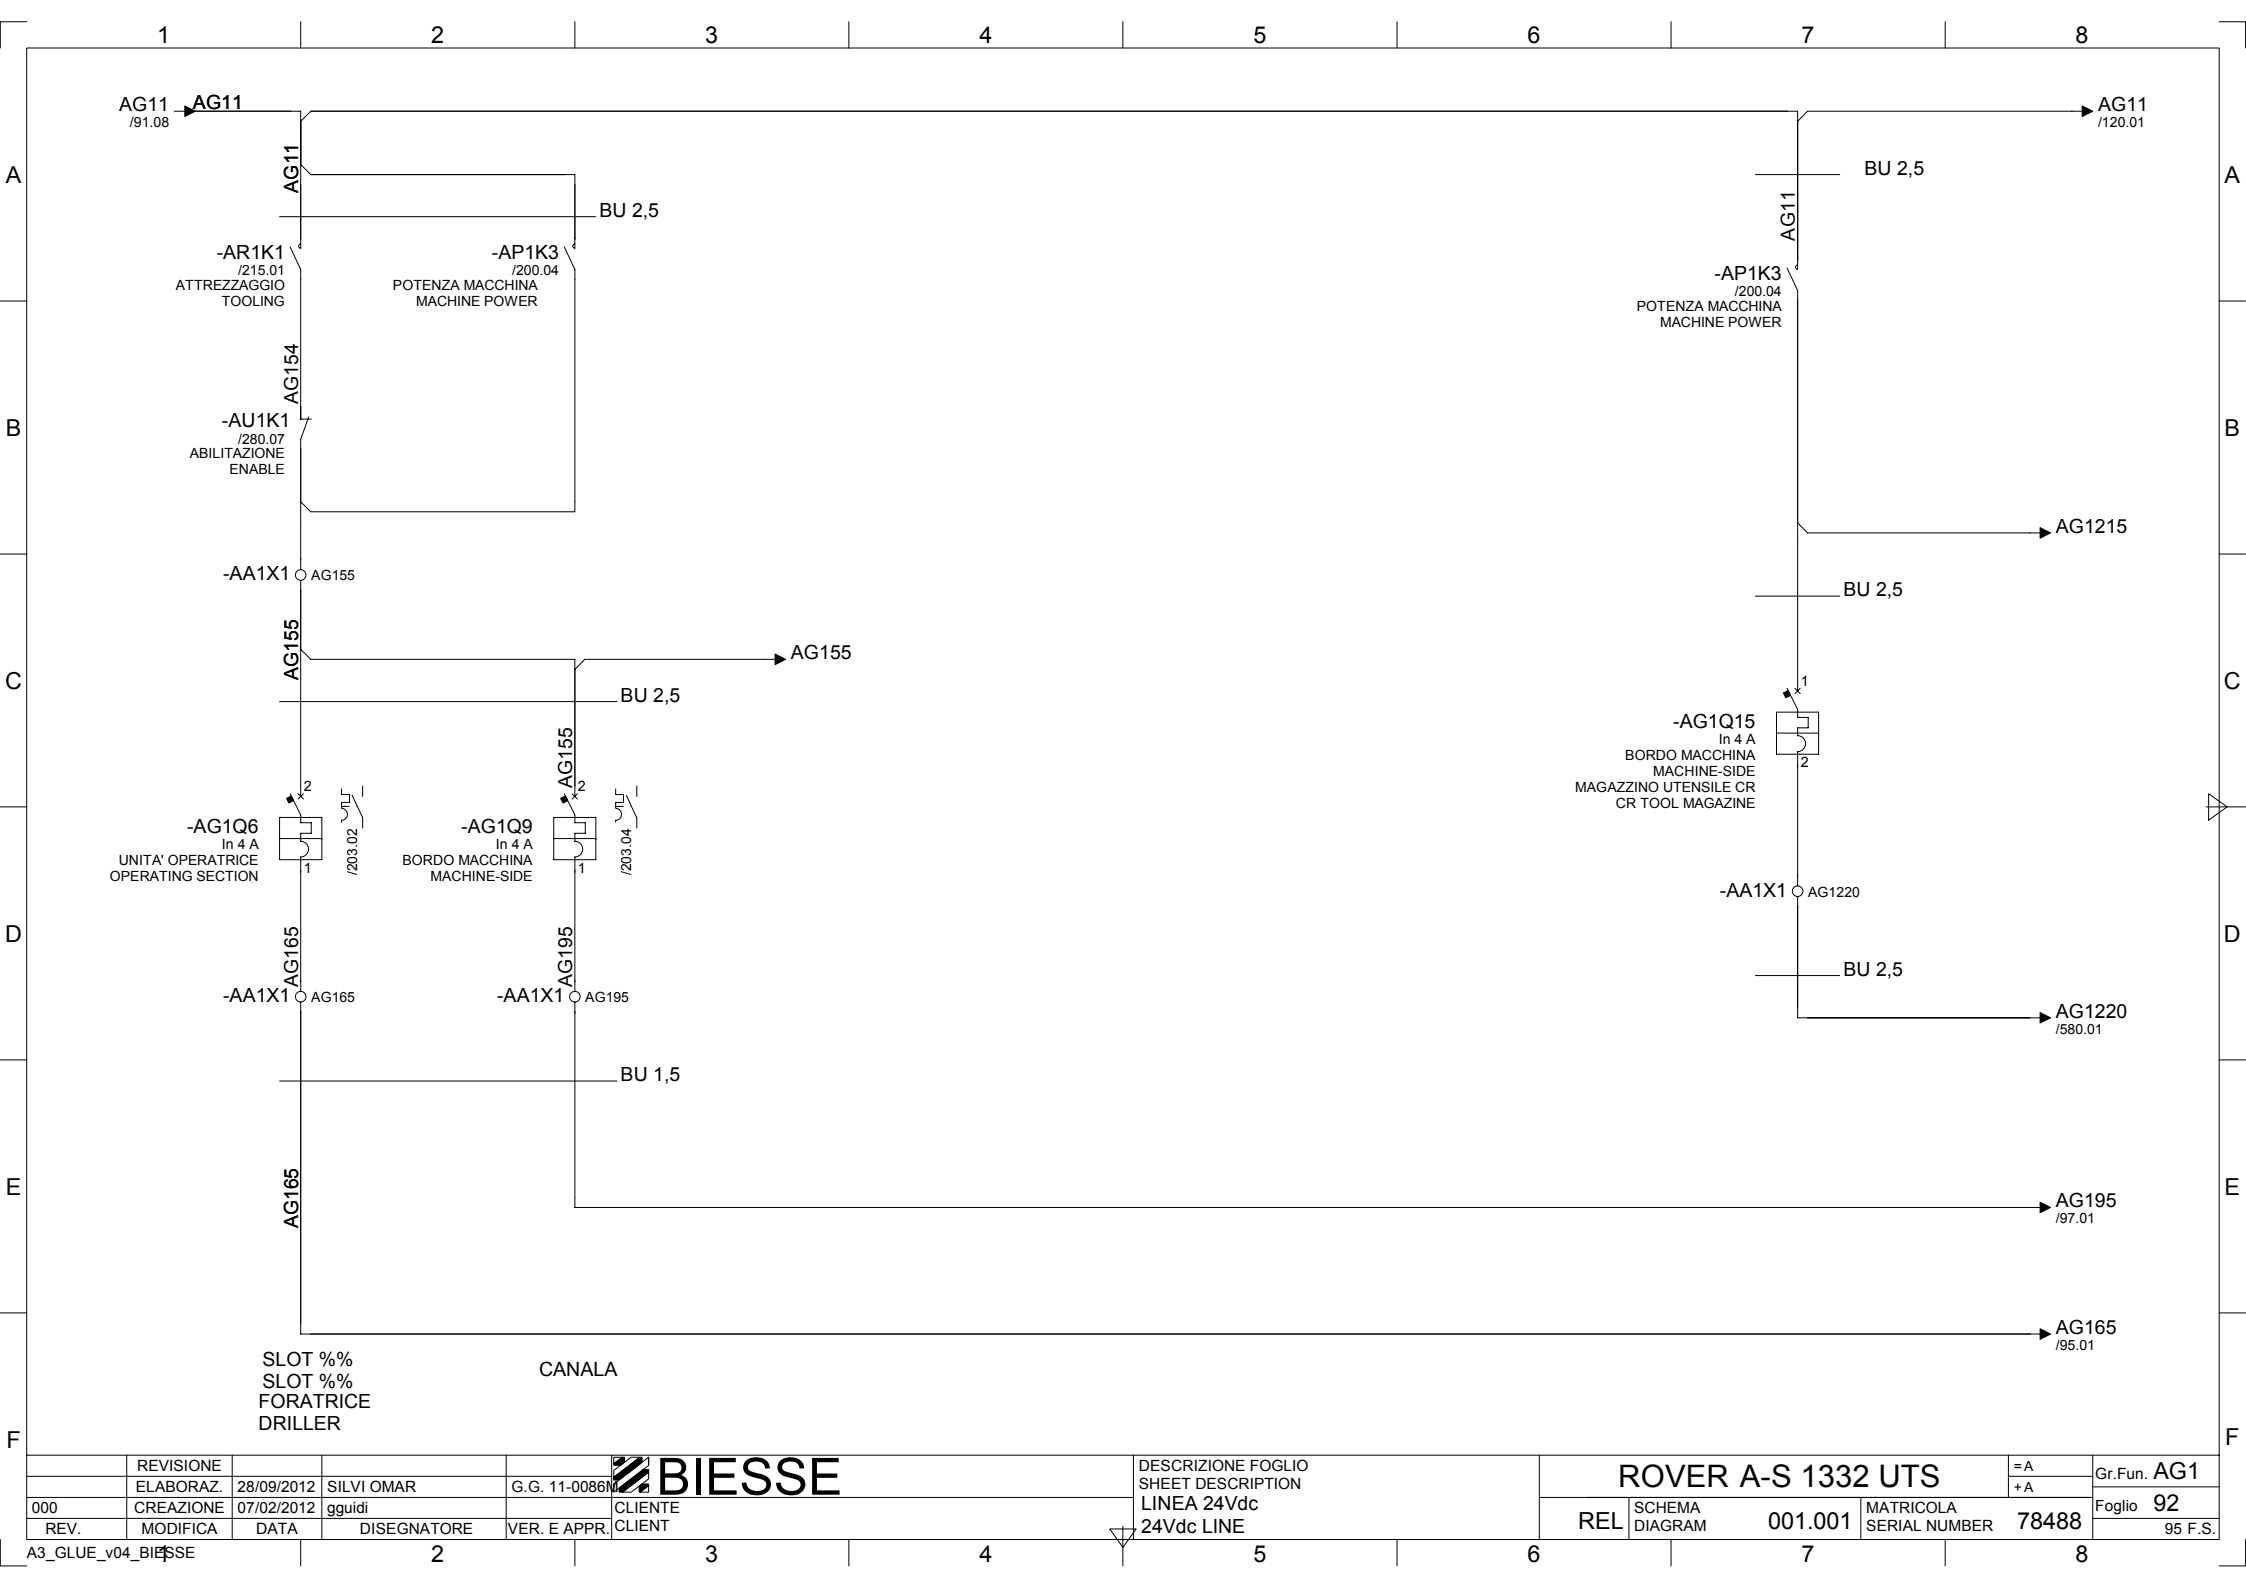 1 2 3 4 5 6 7 8
AG11
/91.08
AG11
AG11
/120.01
A
A
AG11
BU 2,5
BU 2,5
AG11
-AR1K1
/215.01
ATTREZZAGGIO
TOOLING
-AP1K3
/200.04
POTENZA MACCHINA
MACHINE POWER
-AP1K3
/200.04
POTENZA MACCHINA
MACHINE POWER
AG154
B
B
-AU1K1
/280.07
ABILITAZIONE
ENABLE
AG1215
-AA1X1 AG155
BU 2,5
AG155
AG155
C
C
BU 2,5
AG155
1
-AG1Q15
In 4 A
BORDO MACCHINA
MACHINE-SIDE
MAGAZZINO UTENSILE CR
CR TOOL MAGAZINE
2
2
-AG1Q6
In 4 A
UNITA' OPERATRICE
OPERATING SECTION
1
/203.02
2
-AG1Q9
In 4 A
BORDO MACCHINA
MACHINE-SIDE
1
/203.04
-AA1X1 AG1220
D
D
AG165
AG195
BU 2,5
-AA1X1 AG165
-AA1X1 AG195
AG1220
/580.01
BU 1,5
E
E
AG165
AG195
/97.01
AG165
/95.01
SLOT %%
SLOT %%
FORATRICE
DRILLER
CANALA
F
F
REVISIONE
ELABORAZ. 28/09/2012 SILVI OMAR G.G. 11-0086M
000 CREAZIONE 07/02/2012 gguidi
REV. MODIFICA DATA DISEGNATORE VER. E APPR.
BIESSE
CLIENTE
CLIENT
DESCRIZIONE FOGLIO
SHEET DESCRIPTION
LINEA 24Vdc
24Vdc LINE
ROVER A-S 1332 UTS
REL
SCHEMA
DIAGRAM
001.001
MATRICOLA
SERIAL NUMBER
78488
= A
+ A
Gr.Fun. AG1
Foglio 92
95 F.S.
A3_GLUE_v04_BIESSE
1 2 3 4 5 6 7 8